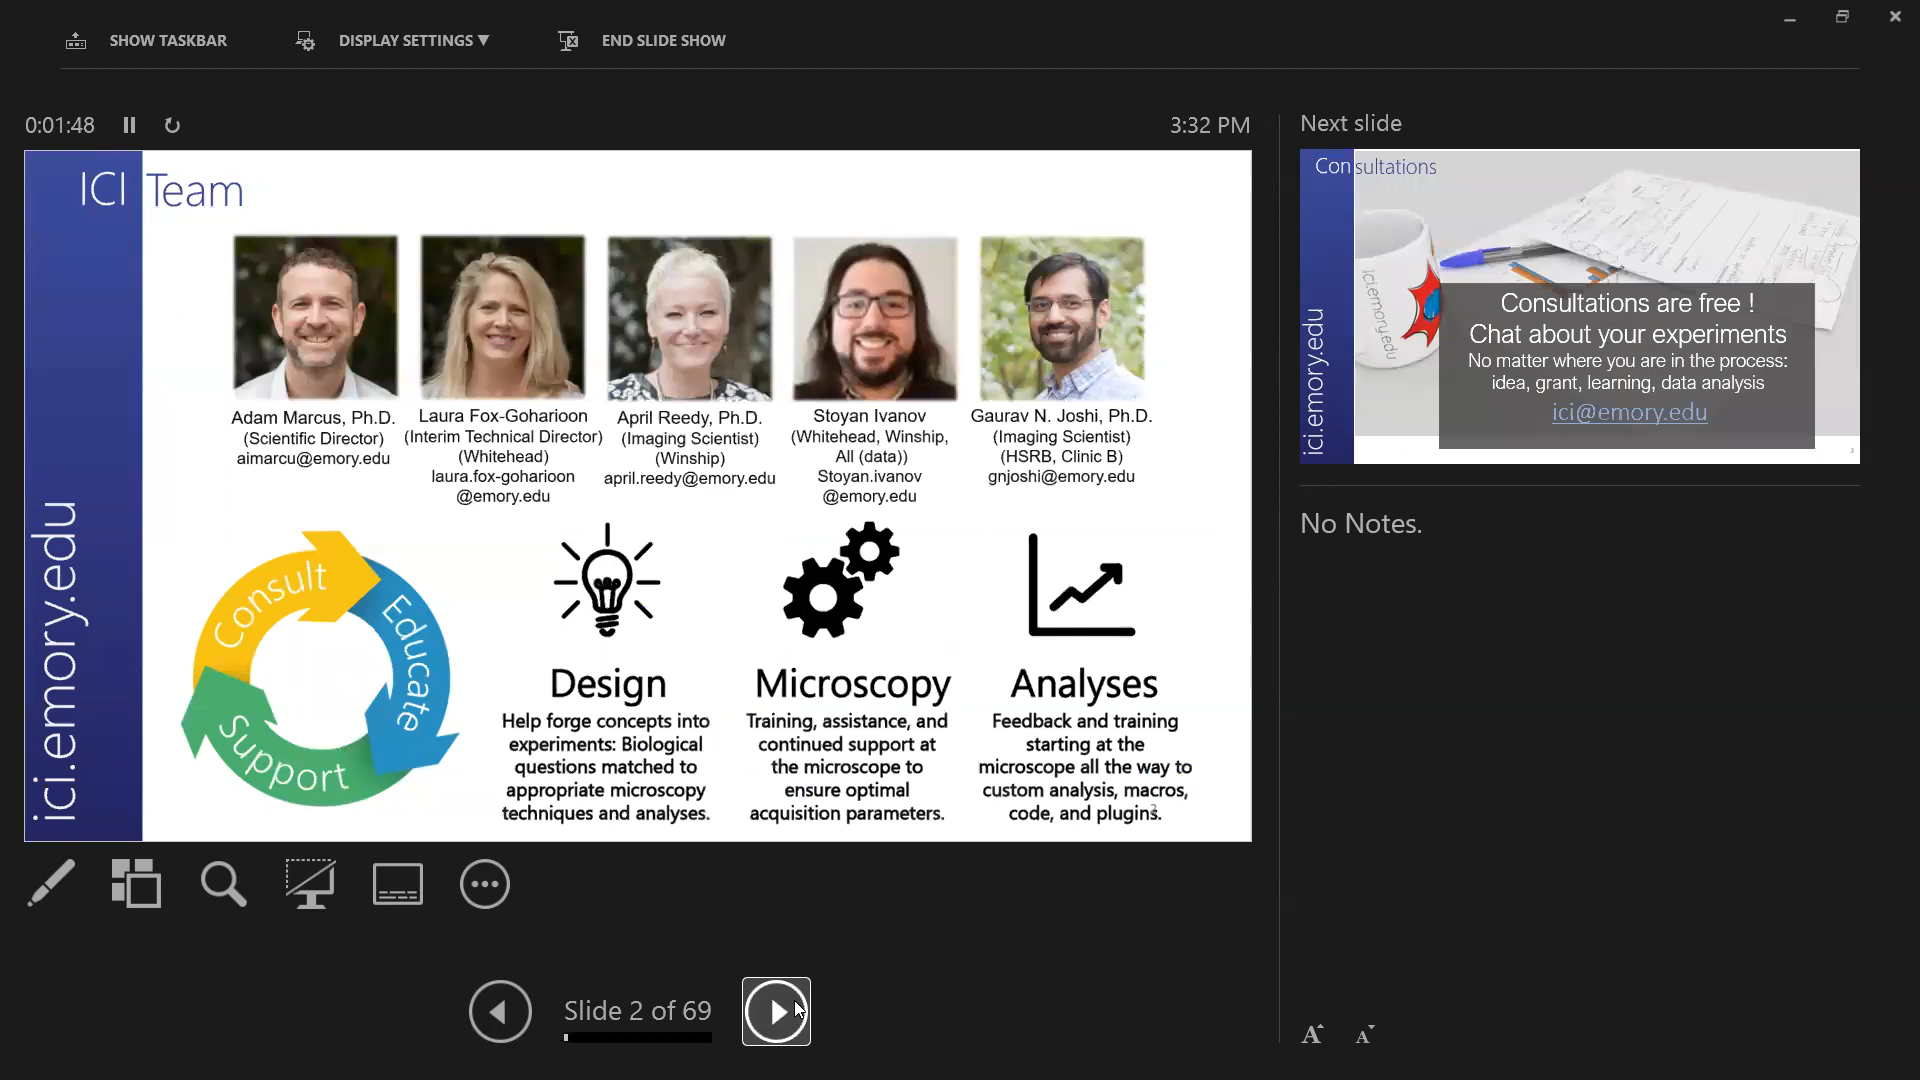 SHOW TASKBAR
DISPLAY SETTINGS ▼
END SLIDE SHOW
0:01:48
3:32 PM
ICI Team
Adam Marcus, Ph.D.
(Scientific Director)
aimarcu@emory.edu
Laura Fox-Goharioon
(Interim Technical Director)
(Whitehead)
laura.fox-goharioon
@emory.edu
April Reedy, Ph.D.
(Imaging Scientist)
(Winship)
april.reedy@emory.edu
Stoyan Ivanov
(Whitehead, Winship,
All (data))
Stoyan.ivanov
@emory.edu
Gaurav N. Joshi, Ph.D.
(Imaging Scientist)
(HSRB, Clinic B)
gnjoshi@emory.edu
ici.emory.edu
Consult
Educate
Support
Design
Help forge concepts into
experiments: Biological
questions matched to
appropriate microscopy
techniques and analyses.
Microscopy
Training, assistance, and
continued support at
the microscope to
ensure optimal
acquisition parameters.
Analyses
Feedback and training
starting at the
microscope all the way to
custom analysis, macros,
code, and plugins.
2
Slide 2 of 69
Next slide
Consultations
ici.emory.edu
ici.emory.edu
Consultations are free !
Chat about your experiments
No matter where you are in the process:
idea, grant, learning, data analysis
ici@emory.edu
3
No Notes.
A
A